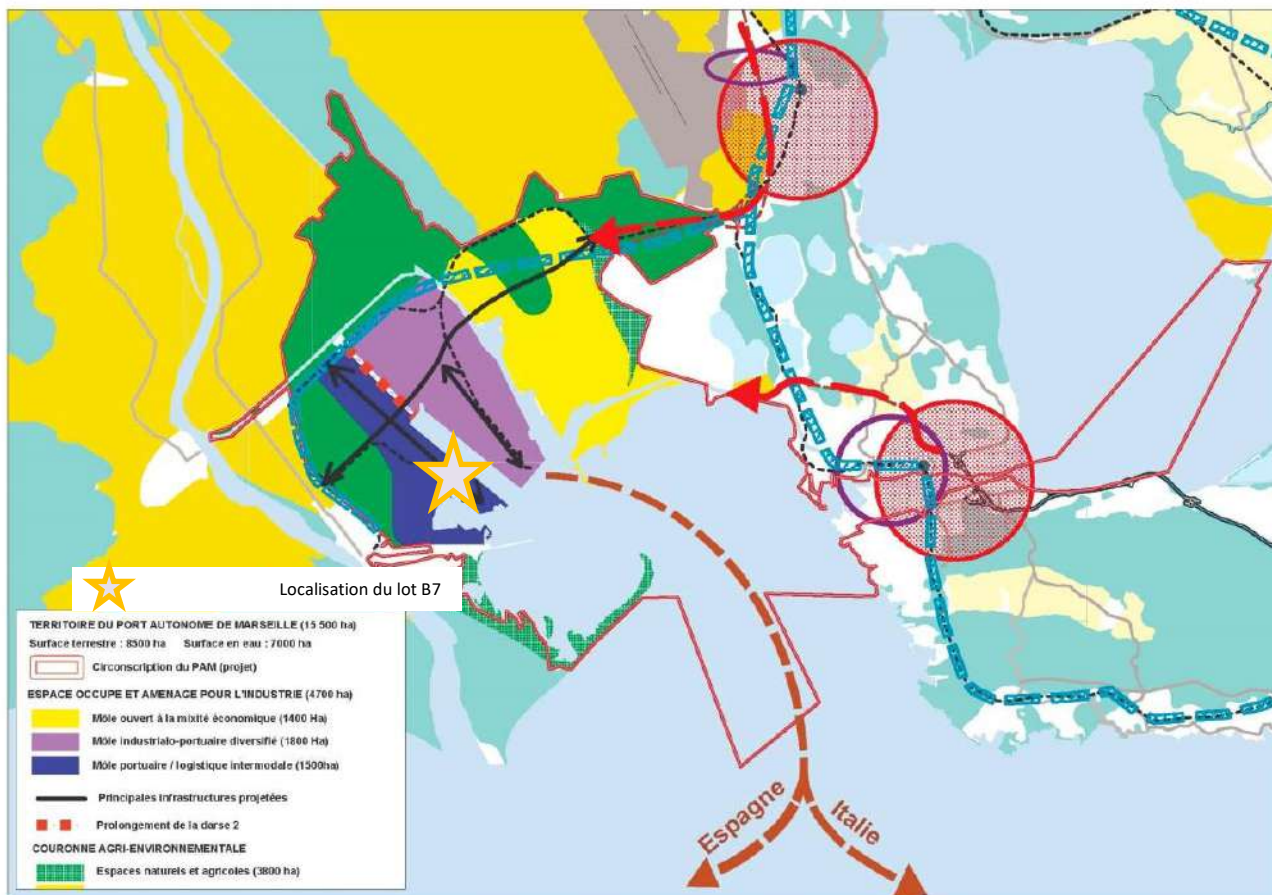 Localisation du lot B7
TERRITOIRE DU PORT AUTONOME DE MARSEILLE (15 500 ha)
Surface terrestre : 8500 ha Surface en eau : 7000 ha
Circonscription du PAM (projet)
ESPACE OCCUPE ET AMENAGE POUR L'INDUSTRIE (4700 ha)
Môle ouvert à la mixité économique (1400 Ha)
Môle industrialo-portuaire diversifié (1800 Ha)
Môle portuaire / logistique intermodale (1500ha)
Principales infrastructures projetées
Prolongement de la darse 2
COURONNE AGRI-ENVIRONNEMENTALE
Espaces naturels et agricoles (3800 ha)
Espagne
Italie